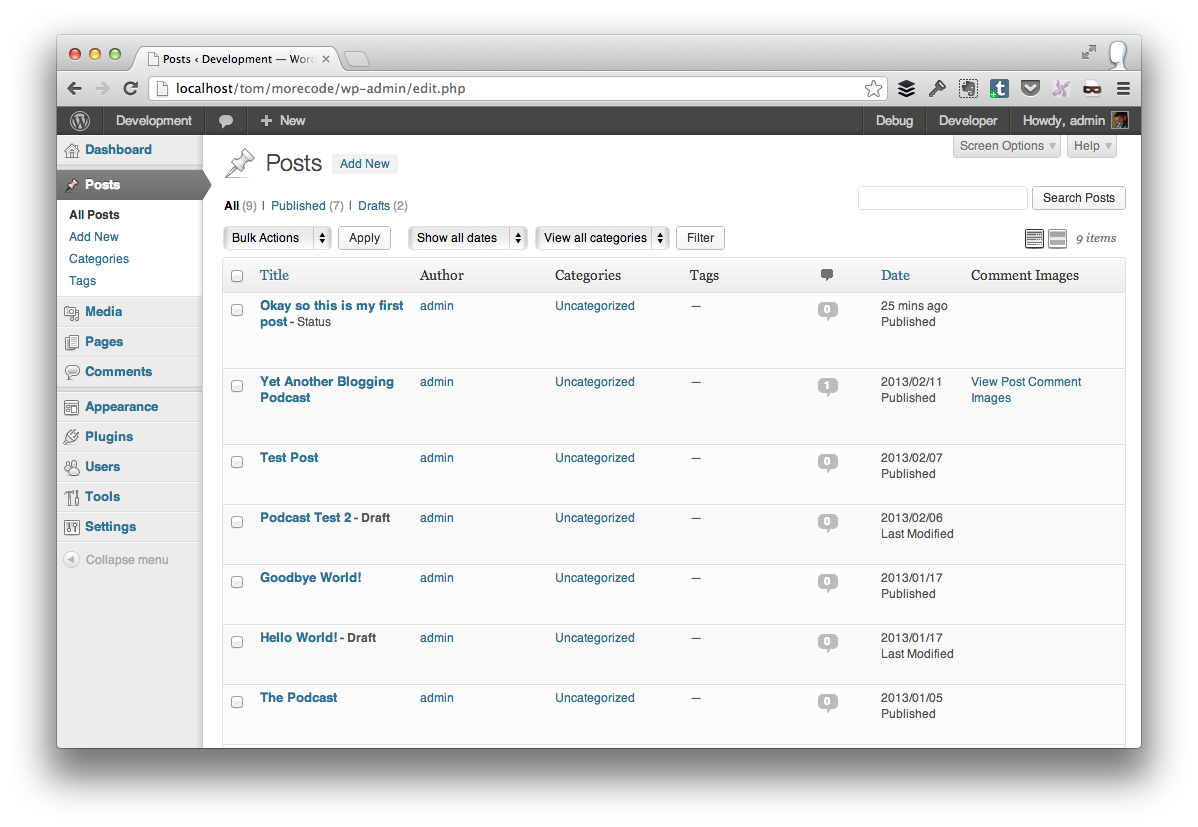 Posts ‹ Development — Wor
localhost/tom/morecode/wp-admin/edit.php
Development + New Debug Developer Howdy, admin
Dashboard
Posts
All Posts
Add New
Categories
Tags
Media
Pages
Comments
Appearance
Plugins
Users
Tools
Settings
Collapse menu
Screen Options ▾ Help ▾
Posts Add New
All (9) | Published (7) | Drafts (2)
Search Posts
Bulk Actions Apply Show all dates View all categories Filter 9 items
Title Author Categories Tags Date Comment Images
Okay so this is my first admin Uncategorized — 0 25 mins ago
post - Status Published
Yet Another Blogging admin Uncategorized — 1 2013/02/11 View Post Comment
Podcast Published Images
Test Post admin Uncategorized — 0 2013/02/07
Published
Podcast Test 2 - Draft admin Uncategorized — 0 2013/02/06
Last Modified
Goodbye World! admin Uncategorized — 0 2013/01/17
Published
Hello World! - Draft admin Uncategorized — 0 2013/01/17
Last Modified
The Podcast admin Uncategorized — 0 2013/01/05
Published